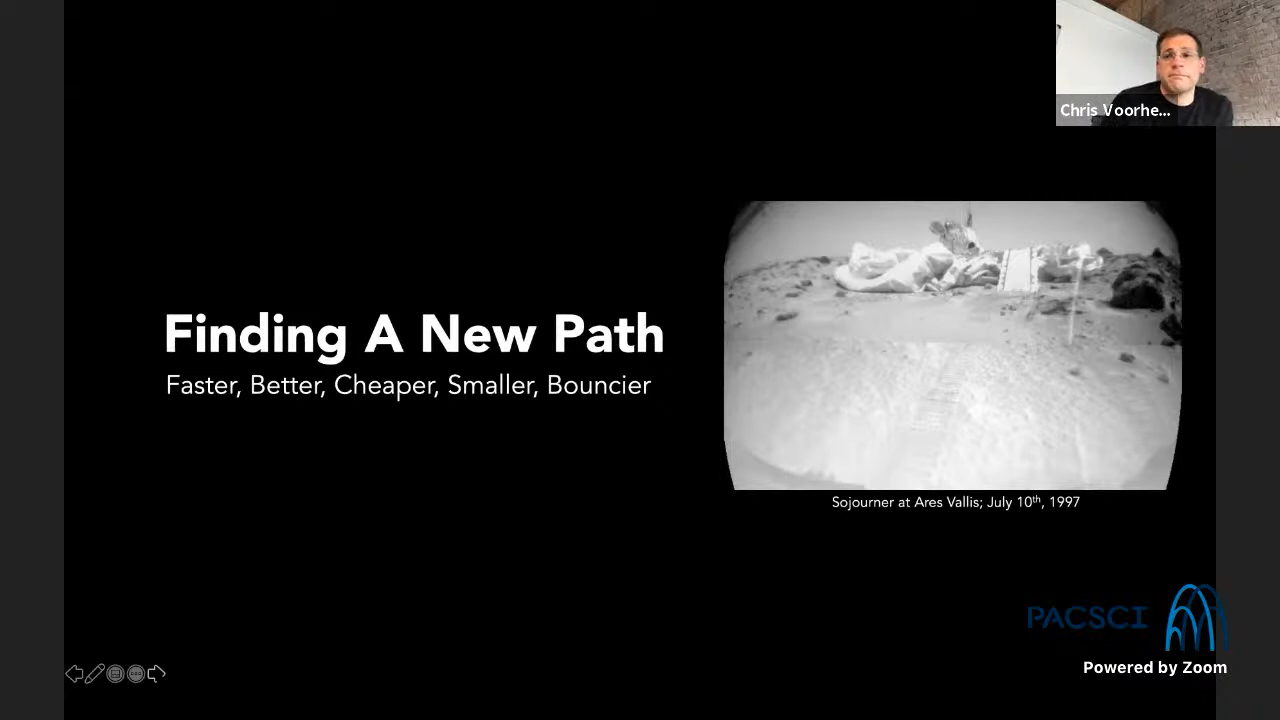 Chris Voorhe...
Finding A New Path
Faster, Better, Cheaper, Smaller, Bouncier
Sojourner at Ares Vallis; July 10th, 1997
PACSCI
Powered by Zoom